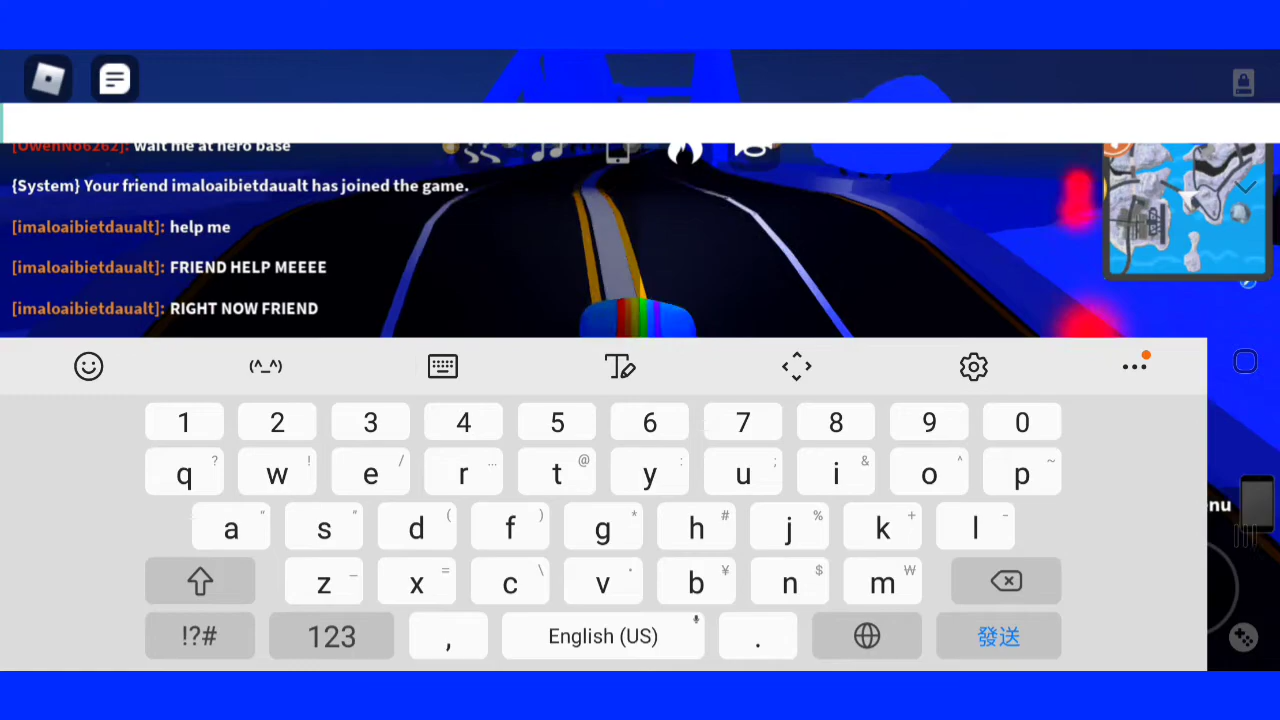 [OwenNo6262]: wait me at hero base
{System} Your friend imaloaibietdaualt has joined the game.
[imaloaibietdaualt]: help me
[imaloaibietdaualt]: FRIEND HELP MEEEE
[imaloaibietdaualt]: RIGHT NOW FRIEND
enu
(^_^)
1 2 3 4 5 6 7 8 9 0
q ? w ! e / r ... t @ y : u ; i & o ^ p ~
a " s " d ( f ) g * h # j % k + l -
z _ x = c \ v · b ¥ n $ m ₩
!?# 123 , English (US) . 發送